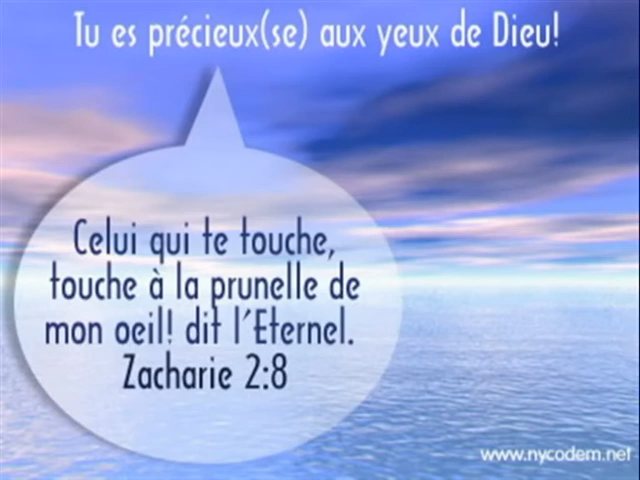 Tu es précieux(se) aux yeux de Dieu!
Celui qui te touche,
touche à la prunelle de
mon oeil! dit l'Eternel.
Zacharie 2:8
www.nycodem.net